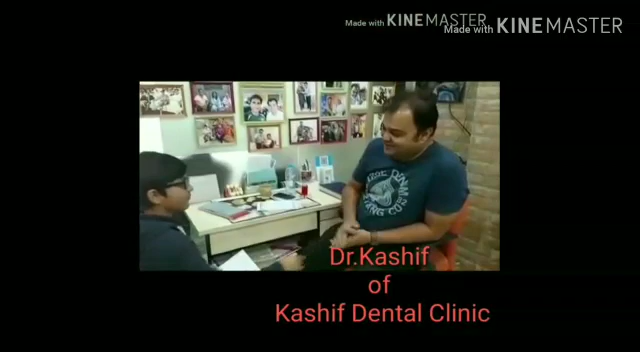 Made with KINEMASTER
Made with KINEMASTER
Dr.Kashif
of
Kashif Dental Clinic